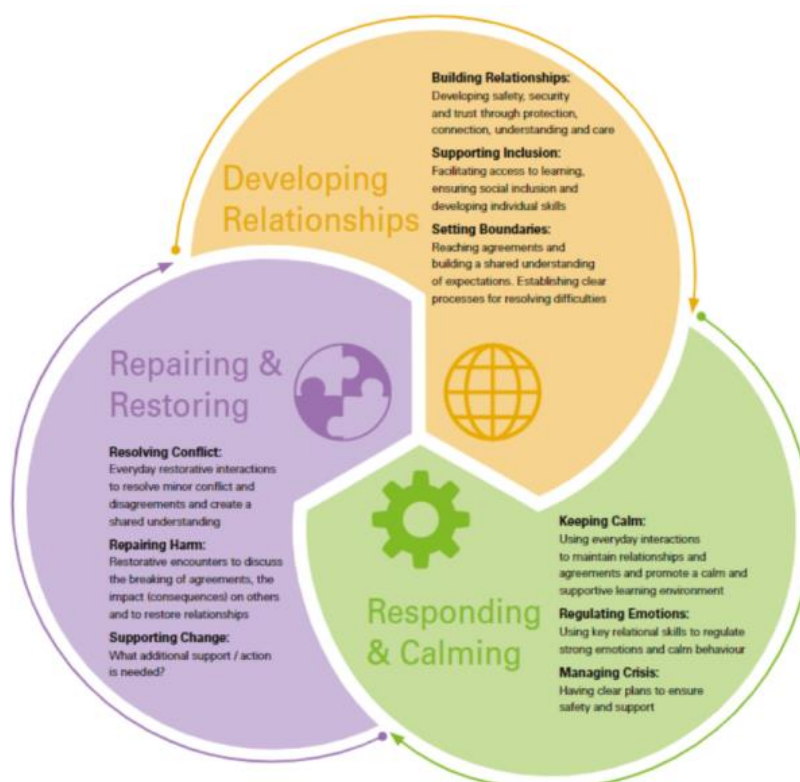 Developing
Relationships
Building Relationships:
Developing safety, security
and trust through protection,
connection, understanding and care
Supporting Inclusion:
Facilitating access to learning,
ensuring social inclusion and
developing individual skills
Setting Boundaries:
Reaching agreements and
building a shared understanding
of expectations. Establishing clear
processes for resolving difficulties
Repairing &
Restoring
Resolving Conflict:
Everyday restorative interactions
to resolve minor conflict and
disagreements and create a
shared understanding
Repairing Harm:
Restorative encounters to discuss
the breaking of agreements, the
impact (consequences) on others
and to restore relationships
Supporting Change:
What additional support / action
is needed?
Responding
& Calming
Keeping Calm:
Using everyday interactions
to maintain relationships and
agreements and promote a calm and
supportive learning environment
Regulating Emotions:
Using key relational skills to regulate
strong emotions and calm behaviour
Managing Crisis:
Having clear plans to ensure
safety and support